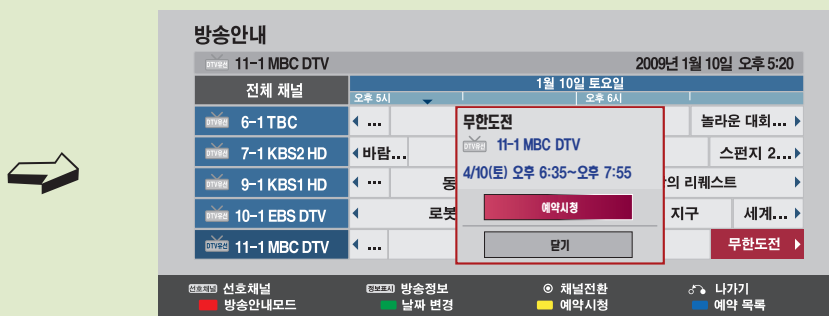 방송안내
DTV유선 11-1 MBC DTV 2009년 1월 10일 오후 5:20
전체 채널 1월 10일 토요일
오후 5시 오후 6시
DTV유선 6-1 TBC ... 놀라운 대회...
DTV유선 7-1 KBS2 HD 바람... 스펀지 2...
DTV유선 9-1 KBS1 HD ... 동 의 리퀘스트
DTV유선 10-1 EBS DTV 로봇 지구 세계...
DTV유선 11-1 MBC DTV ... 무한도전
무한도전
DTV유선 11-1 MBC DTV
4/10(토) 오후 6:35~오후 7:55
예약시청
닫기
선호채널 선호채널 정보표시 방송정보 채널전환 나가기
방송안내모드 날짜 변경 예약시청 예약 목록